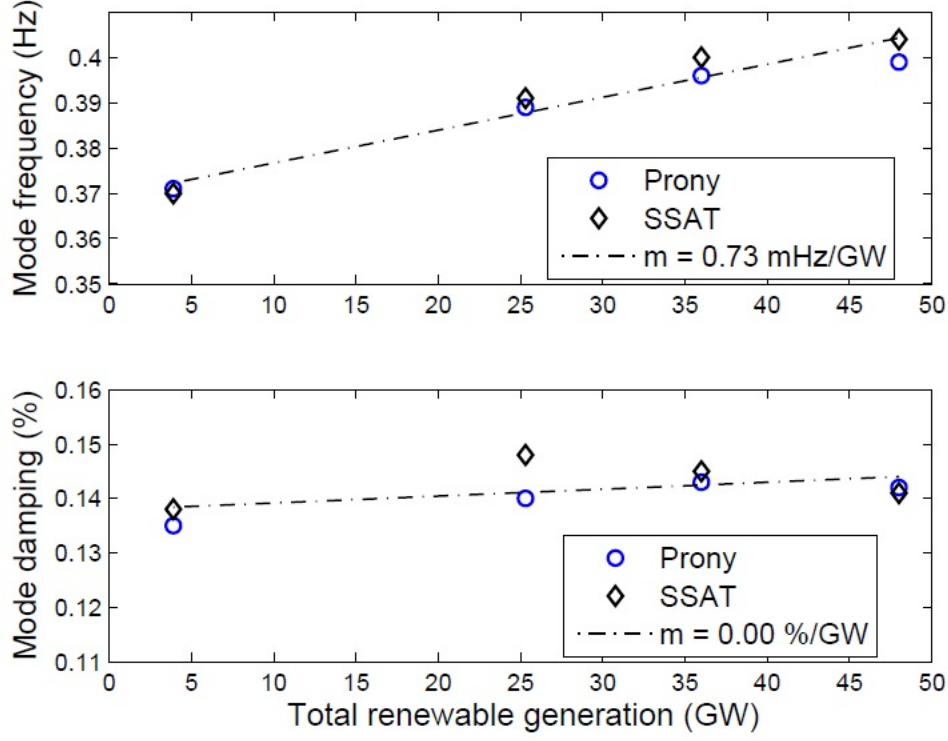 Mode frequency (Hz)
0.4
0.39
0.38
0.37
0.36
0.35
0 5 10 15 20 25 30 35 40 45 50
Prony
SSAT
m = 0.73 mHz/GW
Mode damping (%)
0.16
0.15
0.14
0.13
0.12
0.11
0 5 10 15 20 25 30 35 40 45 50
Prony
SSAT
m = 0.00 %/GW
Total renewable generation (GW)